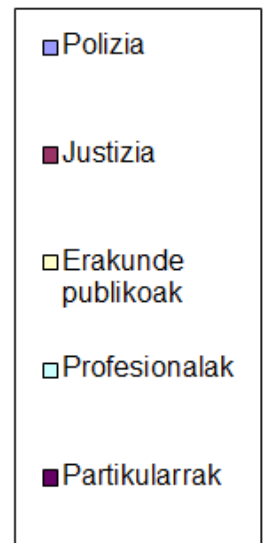 Polizia
Justizia
Erakunde
publikoak
Profesionalak
Partikularrak